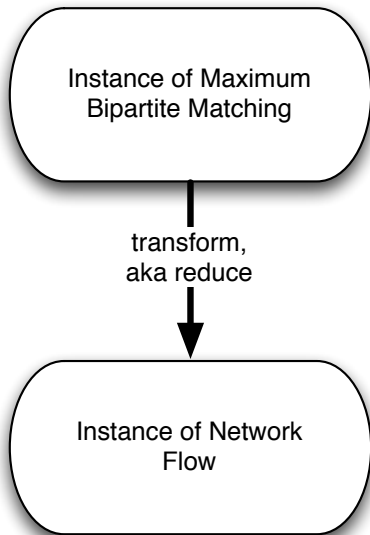 Instance of Maximum
Bipartite Matching
transform,
aka reduce
Instance of Network
Flow